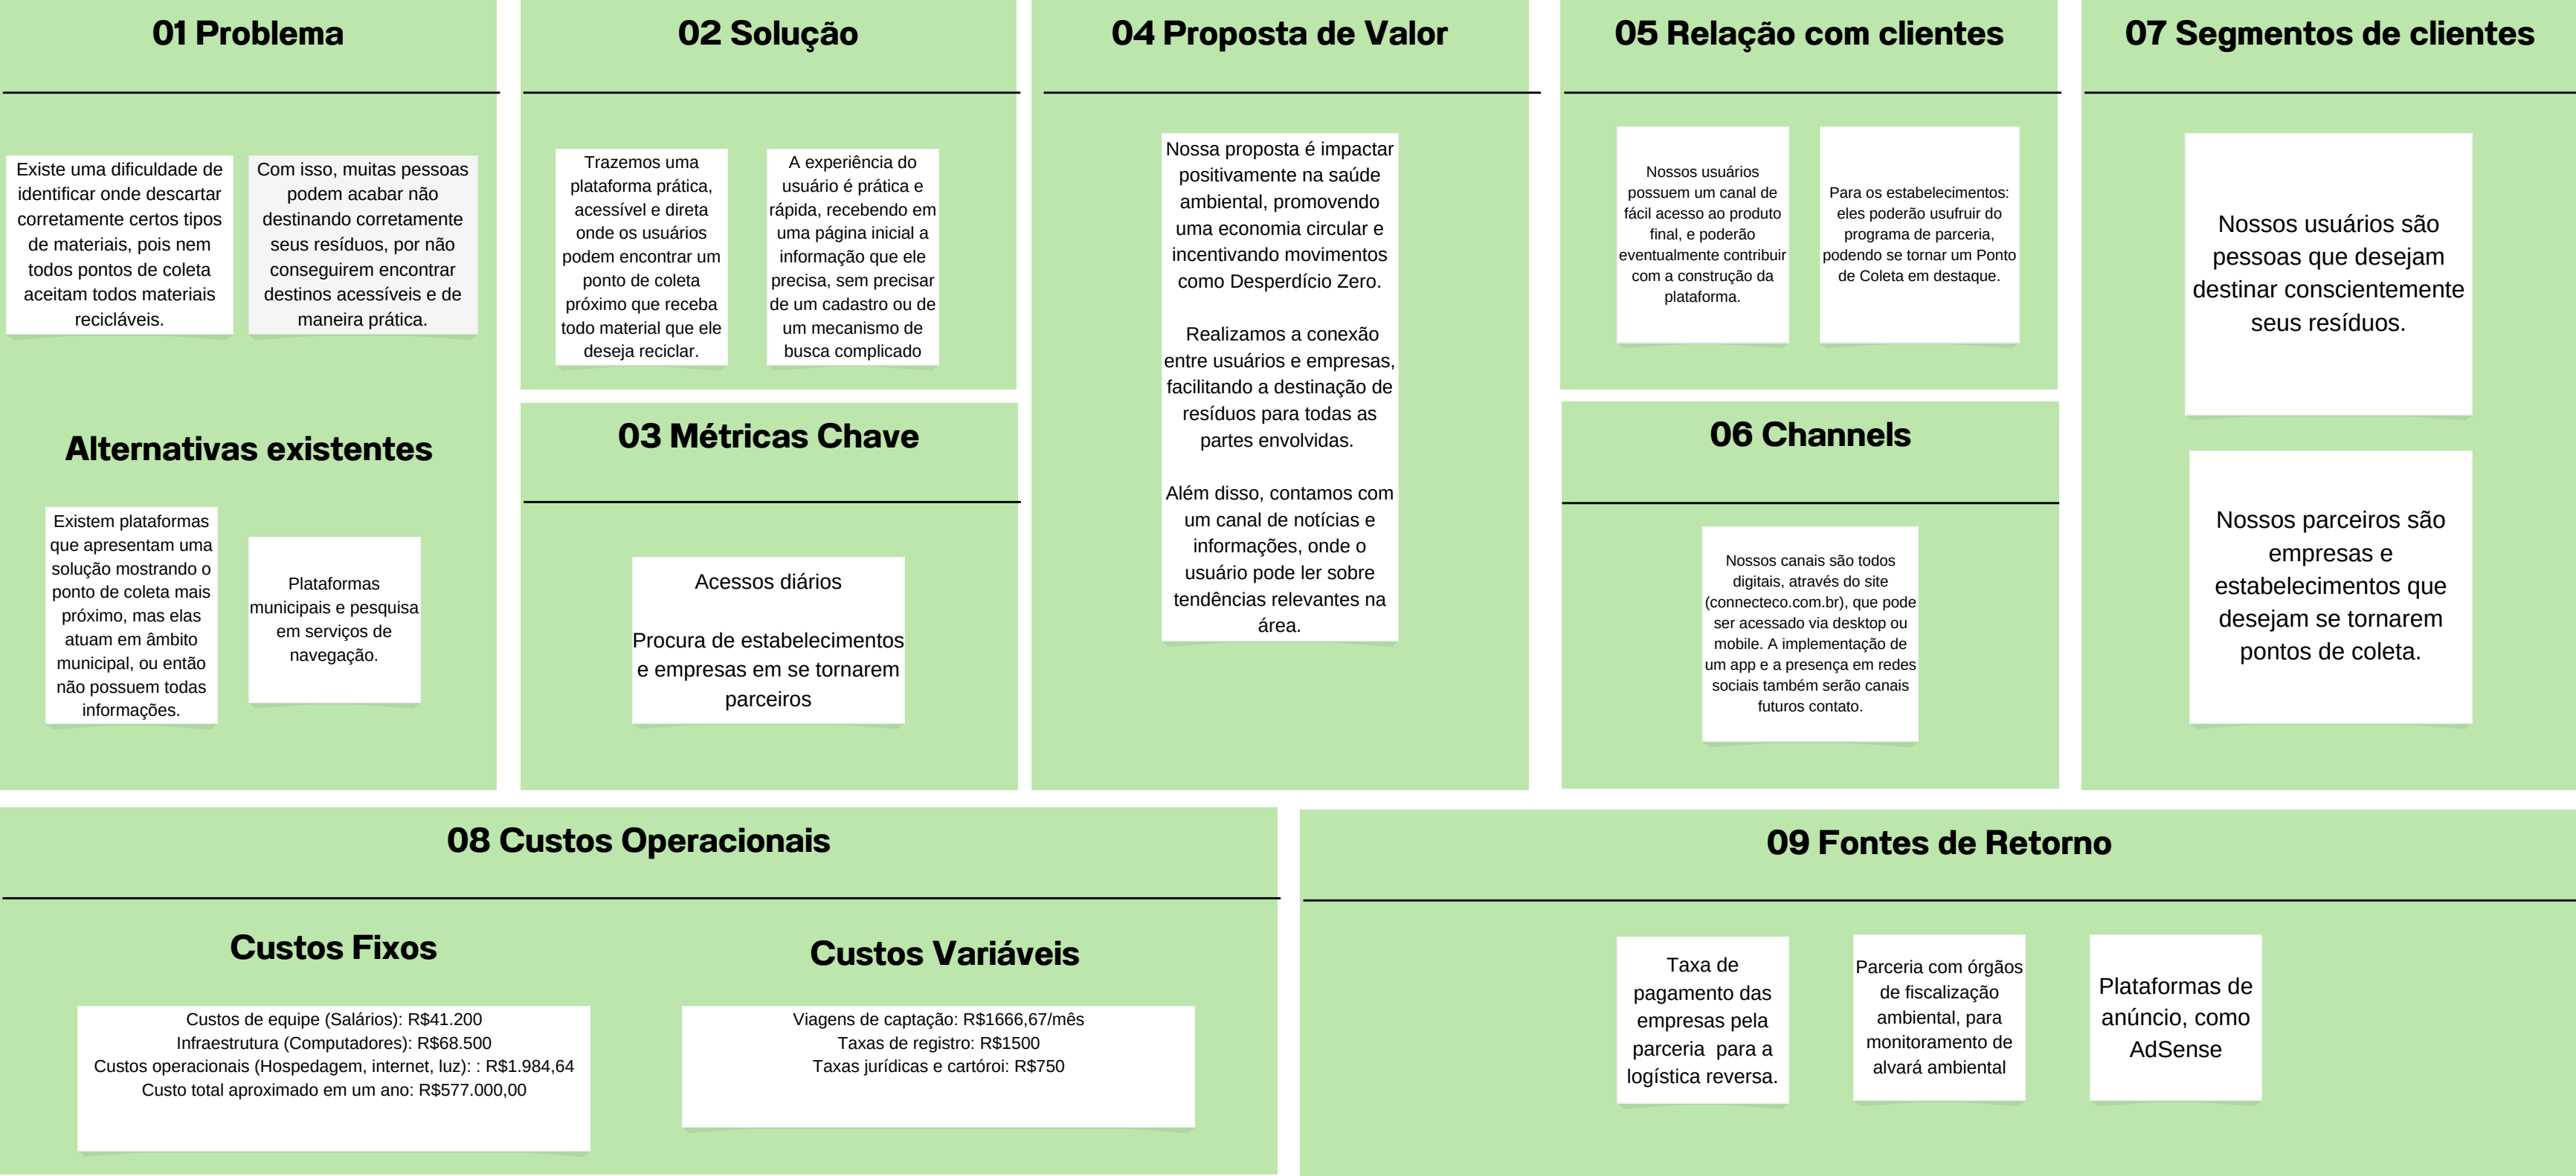 01 Problema
Existe uma dificuldade de
identificar onde descartar
corretamente certos tipos
de materiais, pois nem
todos pontos de coleta
aceitam todos materiais
recicláveis.
Com isso, muitas pessoas
podem acabar não
destinando corretamente
seus resíduos, por não
conseguirem encontrar
destinos acessíveis e de
maneira prática.
Alternativas existentes
Existem plataformas
que apresentam uma
solução mostrando o
ponto de coleta mais
próximo, mas elas
atuam em âmbito
municipal, ou então
não possuem todas
informações.
Plataformas
municipais e pesquisa
em serviços de
navegação.
02 Solução
Trazemos uma
plataforma prática,
acessível e direta
onde os usuários
podem encontrar um
ponto de coleta
próximo que receba
todo material que ele
deseja reciclar.
A experiência do
usuário é prática e
rápida, recebendo em
uma página inicial a
informação que ele
precisa, sem precisar
de um cadastro ou de
um mecanismo de
busca complicado
03 Métricas Chave
Acessos diários
Procura de estabelecimentos
e empresas em se tornarem
parceiros
04 Proposta de Valor
Nossa proposta é impactar
positivamente na saúde
ambiental, promovendo
uma economia circular e
incentivando movimentos
como Desperdício Zero.
Realizamos a conexão
entre usuários e empresas,
facilitando a destinação de
resíduos para todas as
partes envolvidas.
Além disso, contamos com
um canal de notícias e
informações, onde o
usuário pode ler sobre
tendências relevantes na
área.
05 Relação com clientes
Nossos usuários
possuem um canal de
fácil acesso ao produto
final, e poderão
eventualmente contribuir
com a construção da
plataforma.
Para os estabelecimentos:
eles poderão usufruir do
programa de parceria,
podendo se tornar um Ponto
de Coleta em destaque.
06 Channels
Nossos canais são todos
digitais, através do site
(connecteco.com.br), que pode
ser acessado via desktop ou
mobile. A implementação de
um app e a presença em redes
sociais também serão canais
futuros contato.
07 Segmentos de clientes
Nossos usuários são
pessoas que desejam
destinar conscientemente
seus resíduos.
Nossos parceiros são
empresas e
estabelecimentos que
desejam se tornarem
pontos de coleta.
08 Custos Operacionais
Custos Fixos
Custos de equipe (Salários): R$41.200
Infraestrutura (Computadores): R$68.500
Custos operacionais (Hospedagem, internet, luz): : R$1.984,64
Custo total aproximado em um ano: R$577.000,00
Custos Variáveis
Viagens de captação: R$1666,67/mês
Taxas de registro: R$1500
Taxas jurídicas e cartóroi: R$750
09 Fontes de Retorno
Taxa de
pagamento das
empresas pela
parceria  para a
logística reversa.
Parceria com órgãos
de fiscalização
ambiental, para
monitoramento de
alvará ambiental
Plataformas de
anúncio, como
AdSense